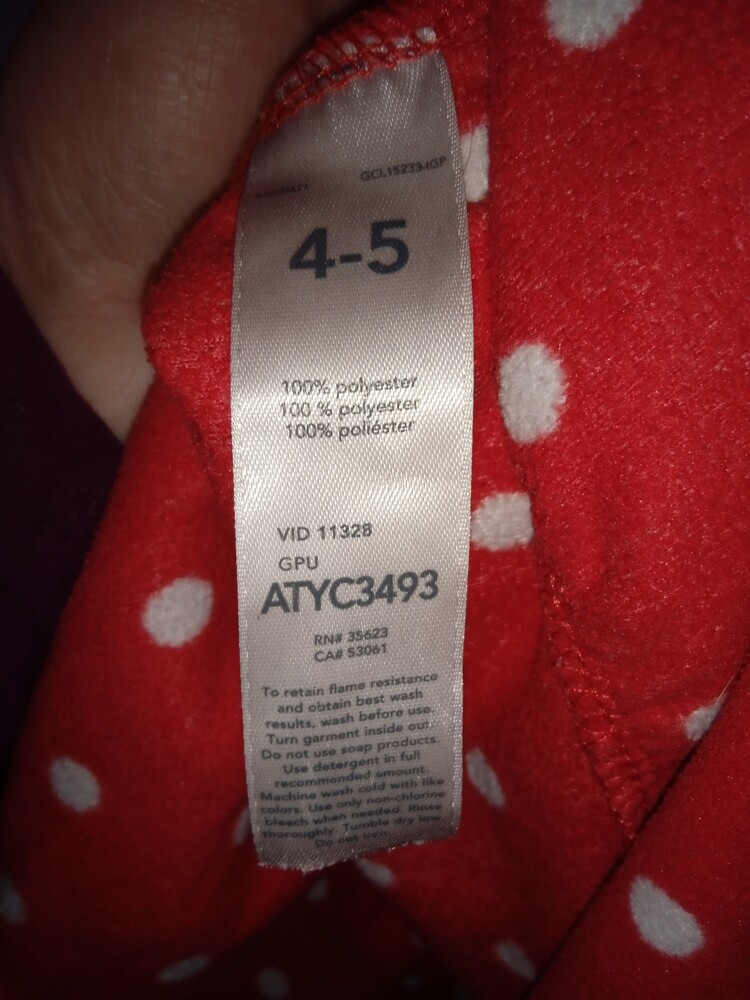 GCL15233-IGP
4-5
100% polyester
100 % polyester
100% poliéster
VID 11328
GPU
ATYC3493
RN# 35623
CA# 53061
To retain flame resistance
and obtain best wash
results, wash before use.
Turn garment inside out.
Do not use soap products.
Use detergent in full
recommended amount.
Machine wash cold with like
colors. Use only non-chlorine
bleach when needed. Rinse
thoroughly. Tumble dry low.
Do not iron.